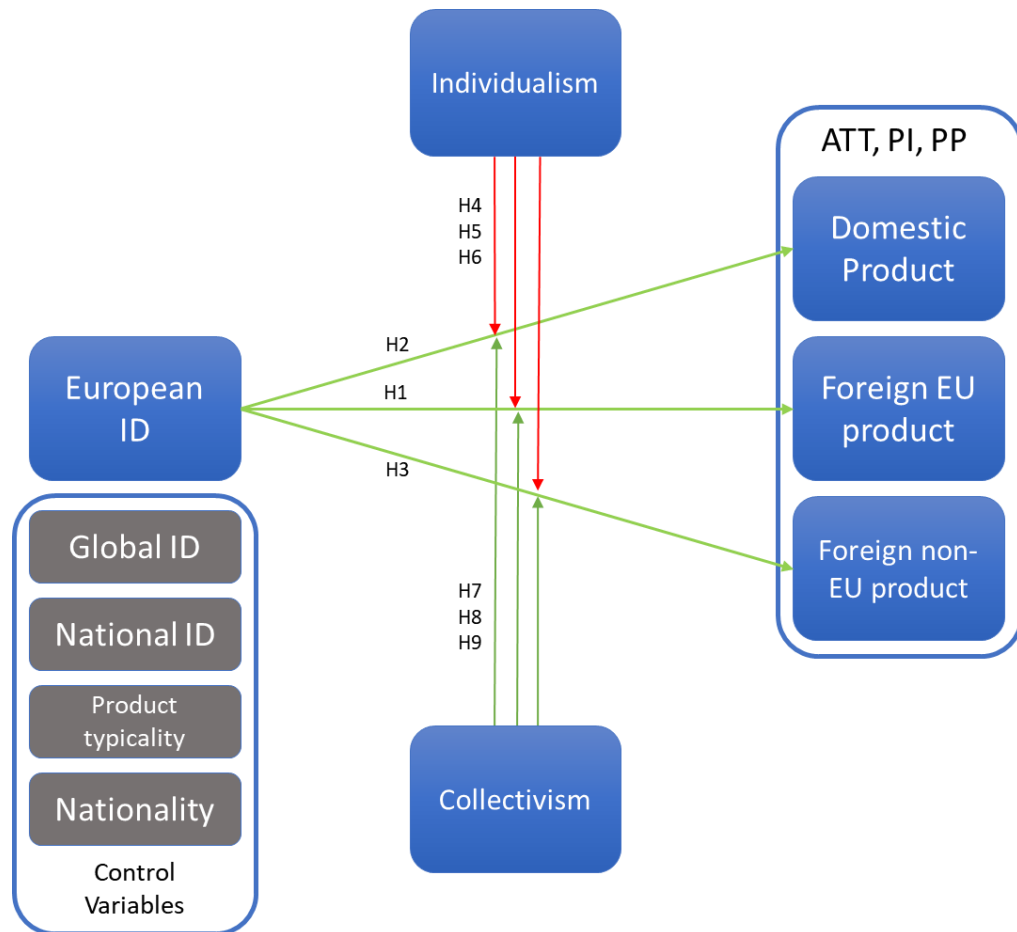 Individualism
ATT, PI, PP
Domestic
Product
H4
H5
H6
H2
European
ID
H1
Foreign EU
product
H3
Global ID
Foreign non-
EU product
National ID
H7
H8
H9
Product
typicality
Nationality
Collectivism
Control
Variables